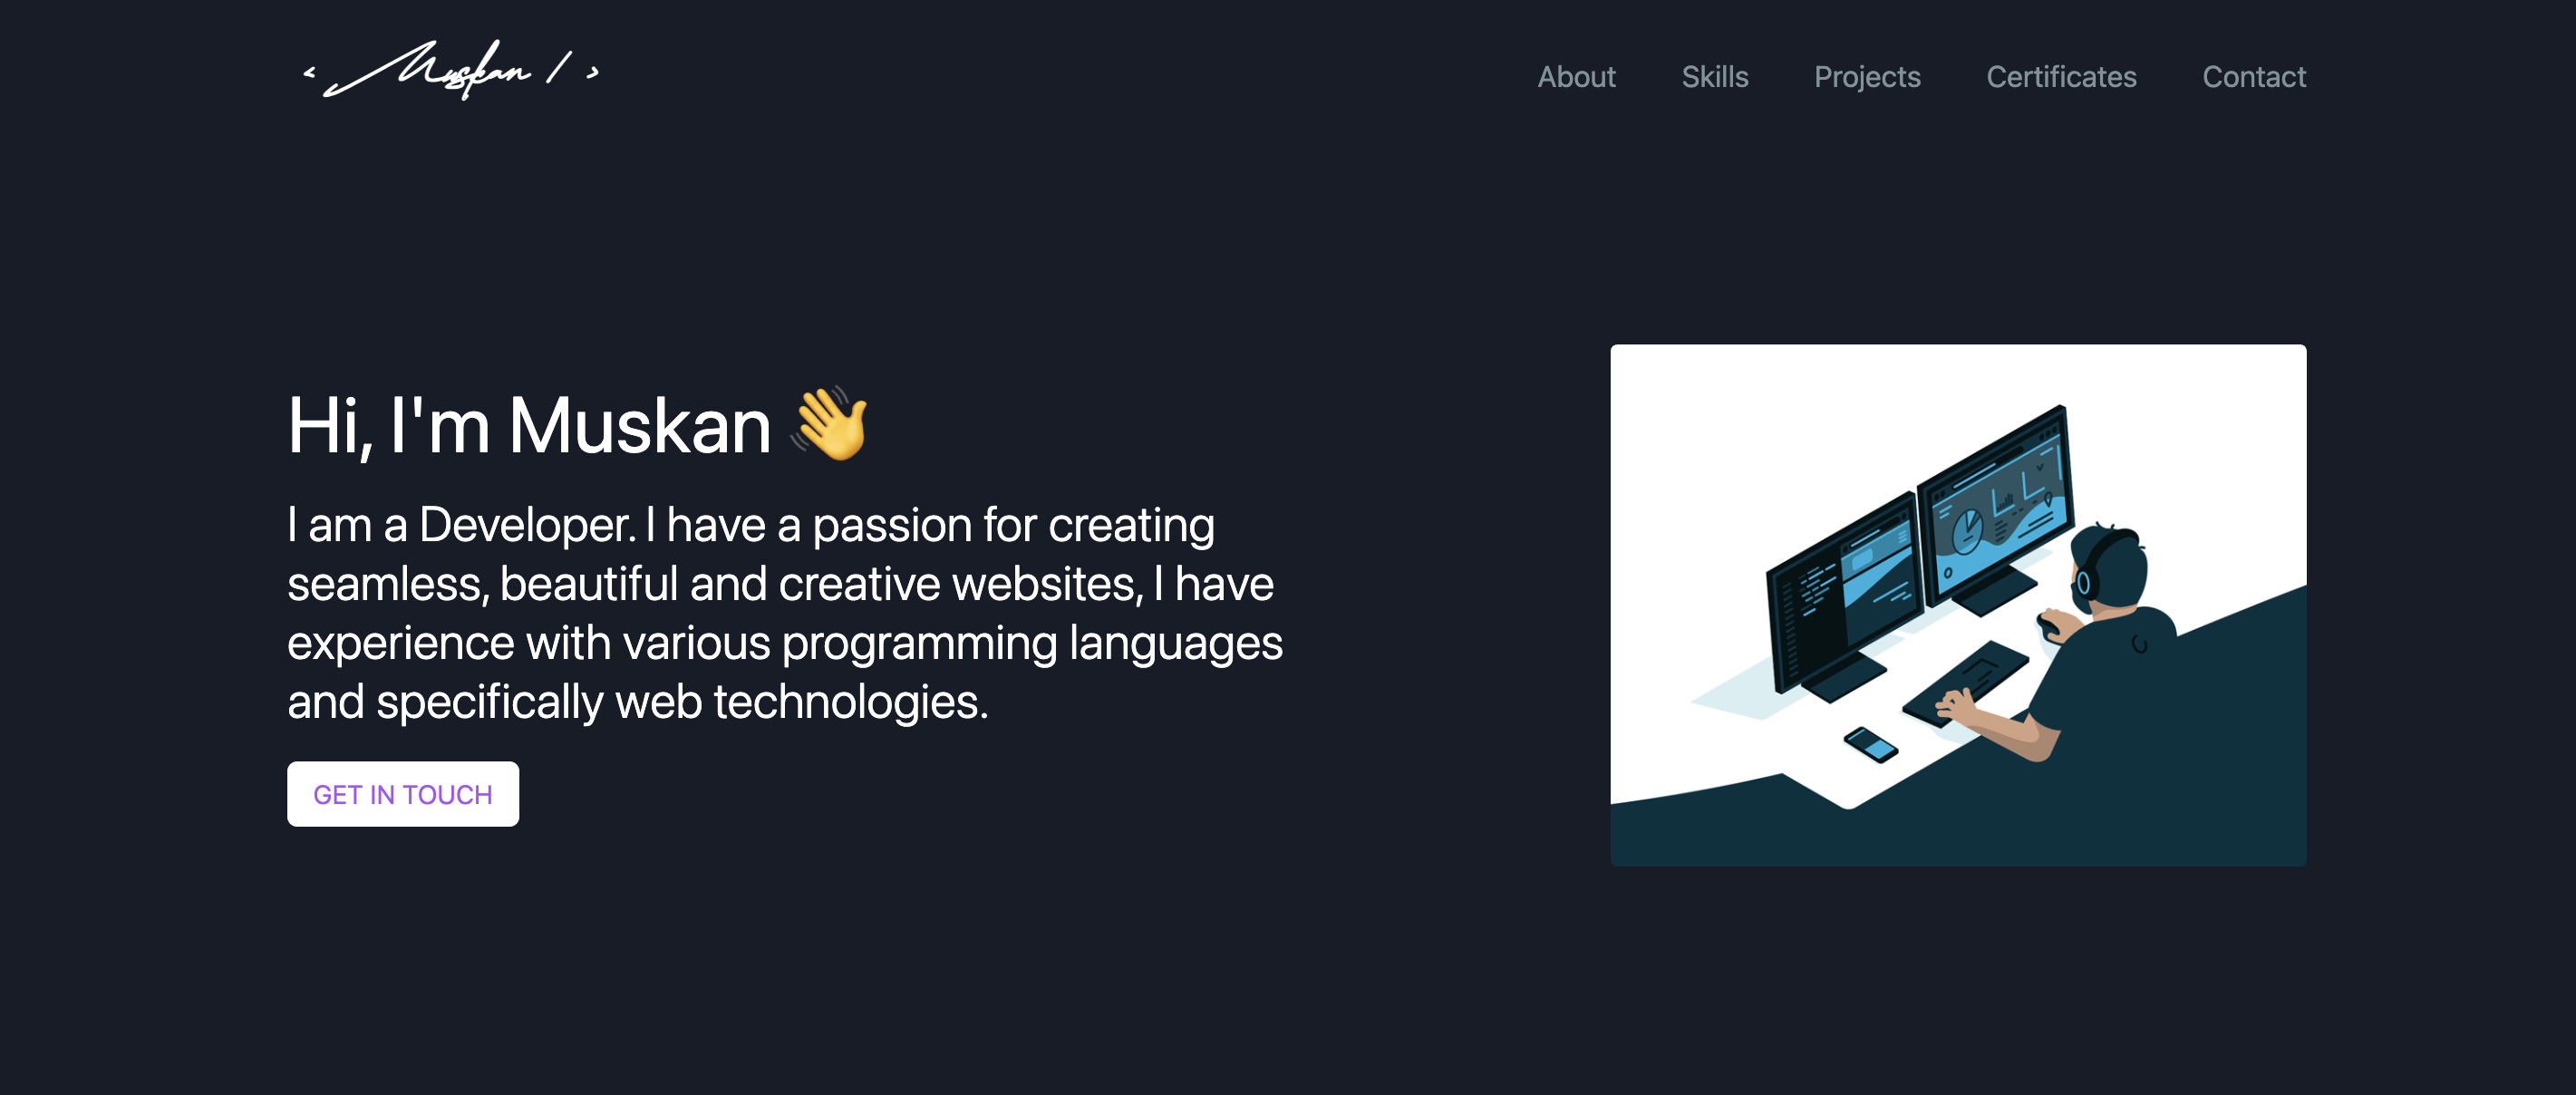 < Muskan / >
About Skills Projects Certificates Contact
Hi, I'm Muskan 👋
I am a Developer. I have a passion for creating
seamless, beautiful and creative websites, I have
experience with various programming languages
and specifically web technologies.
GET IN TOUCH